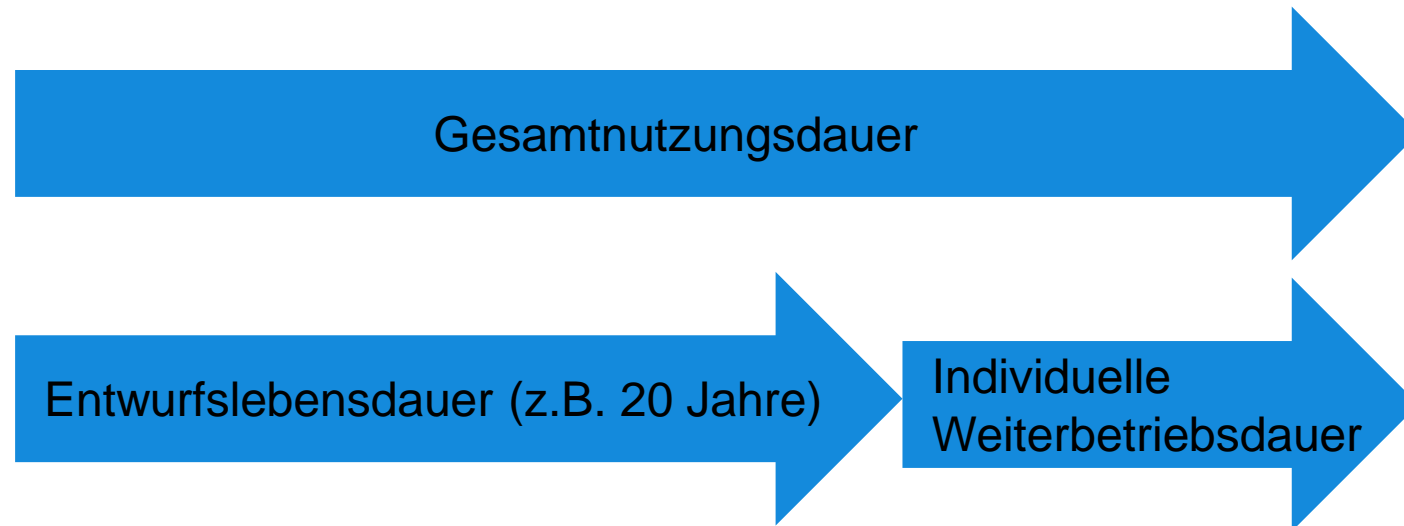 Gesamtnutzungsdauer
Entwurfslebensdauer (z.B. 20 Jahre)
Individuelle
Weiterbetriebsdauer